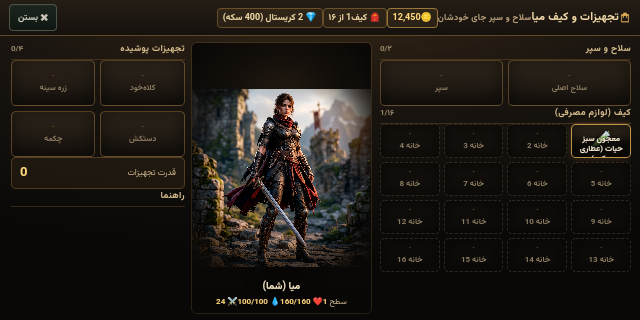 تجهیزات و کیف میا
سلاح و سپر جای خودشان
12,450
کیف 1 از ۱۶
2 کریستال (400 سکه)
✖ بستن
سلاح و سپر
0/۲
سلاح اصلی
سپر
کیف (لوازم مصرفی)
1/۱۶
معجون سبز
حیات (عطاری
خانه 2
خانه 3
خانه 4
خانه 5
خانه 6
خانه 7
خانه 8
خانه 9
خانه 10
خانه 11
خانه 12
خانه 13
خانه 14
خانه 15
خانه 16
میا (شما)
سطح 1 ❤️ 160/160 💧 100/100 ⚔️ 24
تجهیزات پوشیده
0/۴
کلاه‌خود
زره سینه
دستکش
چکمه
قدرت تجهیزات
0
راهنما